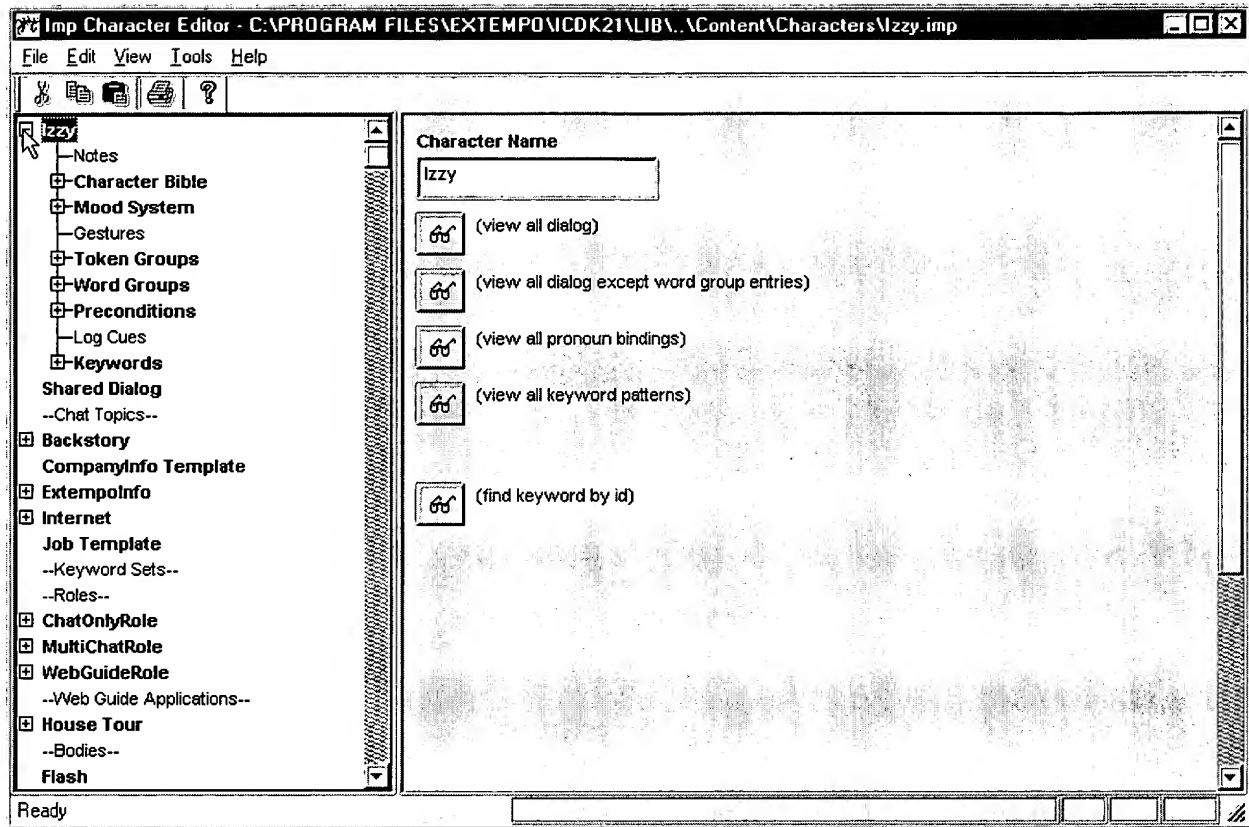 Imp Character Editor - C:\PROGRAM FILES\EXTEMPO\ICDK21\LIB\..\Content\Characters\Izzy.imp
File Edit View Tools Help
Izzy
Notes
Character Bible
Mood System
Gestures
Token Groups
Word Groups
Preconditions
Log Cues
Keywords
Shared Dialog
--Chat Topics--
Backstory
CompanyInfo Template
ExtempoInfo
Internet
Job Template
--Keyword Sets--
--Roles--
ChatOnlyRole
MultiChatRole
WebGuideRole
--Web Guide Applications--
House Tour
--Bodies--
Flash
Character Name
Izzy
(view all dialog)
(view all dialog except word group entries)
(view all pronoun bindings)
(view all keyword patterns)
(find keyword by id)
Ready